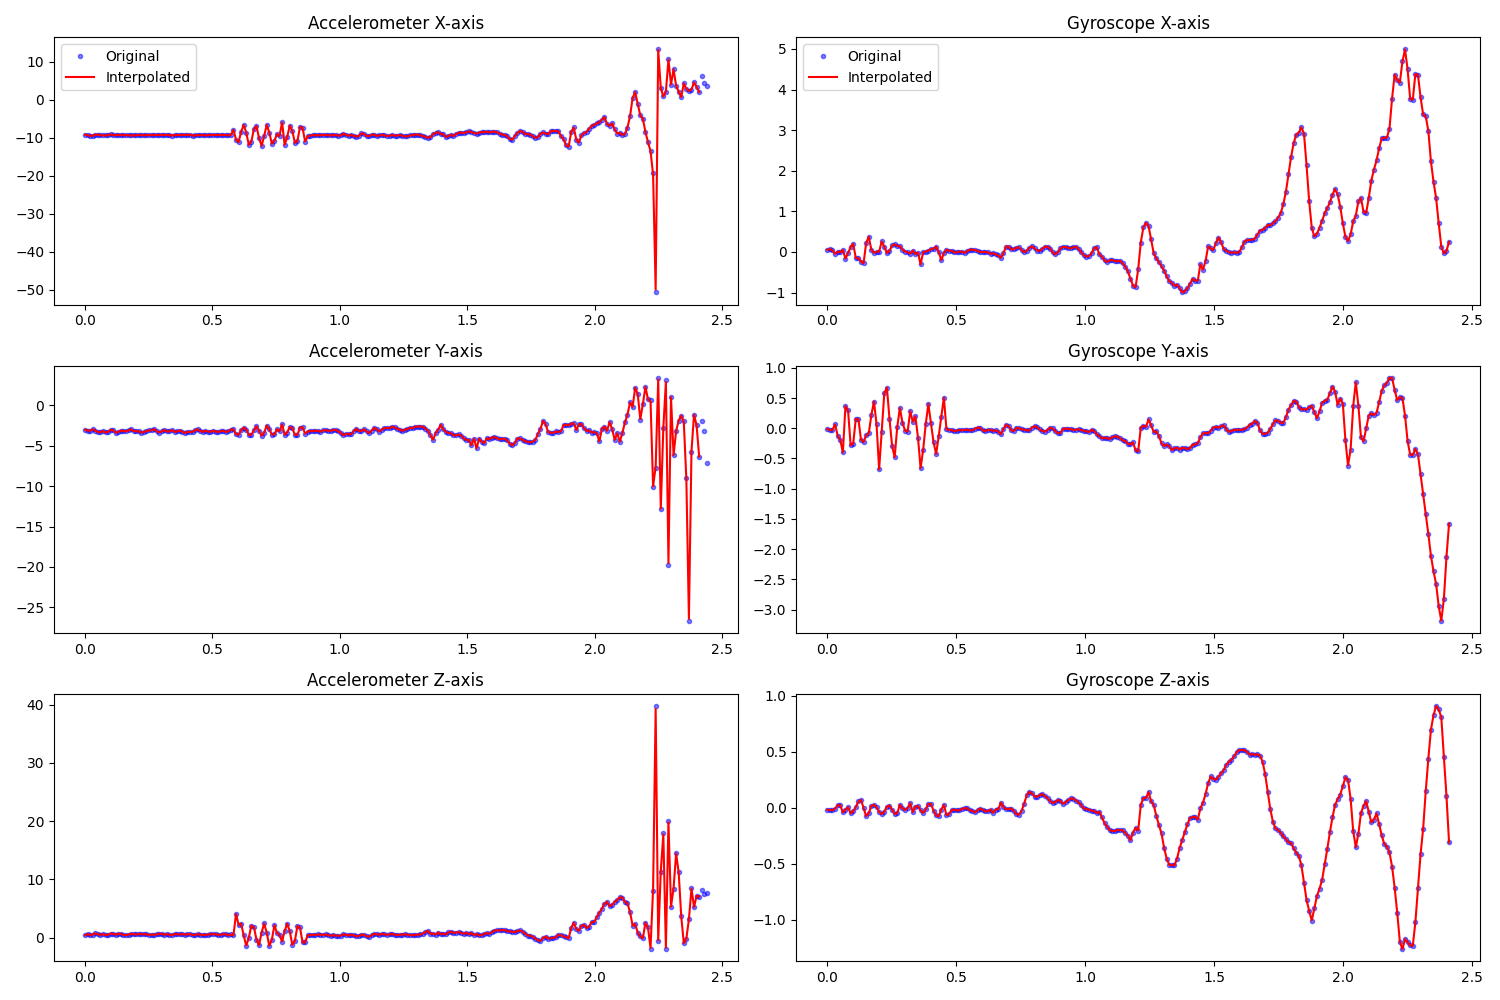 Accelerometer X-axis
Original
Interpolated
10
0
−10
−20
−30
−40
−50
0.0 0.5 1.0 1.5 2.0 2.5
Gyroscope X-axis
Original
Interpolated
5
4
3
2
1
0
−1
0.0 0.5 1.0 1.5 2.0 2.5
Accelerometer Y-axis
0
−5
−10
−15
−20
−25
0.0 0.5 1.0 1.5 2.0 2.5
Gyroscope Y-axis
1.0
0.5
0.0
−0.5
−1.0
−1.5
−2.0
−2.5
−3.0
0.0 0.5 1.0 1.5 2.0 2.5
Accelerometer Z-axis
40
30
20
10
0
0.0 0.5 1.0 1.5 2.0 2.5
Gyroscope Z-axis
1.0
0.5
0.0
−0.5
−1.0
0.0 0.5 1.0 1.5 2.0 2.5